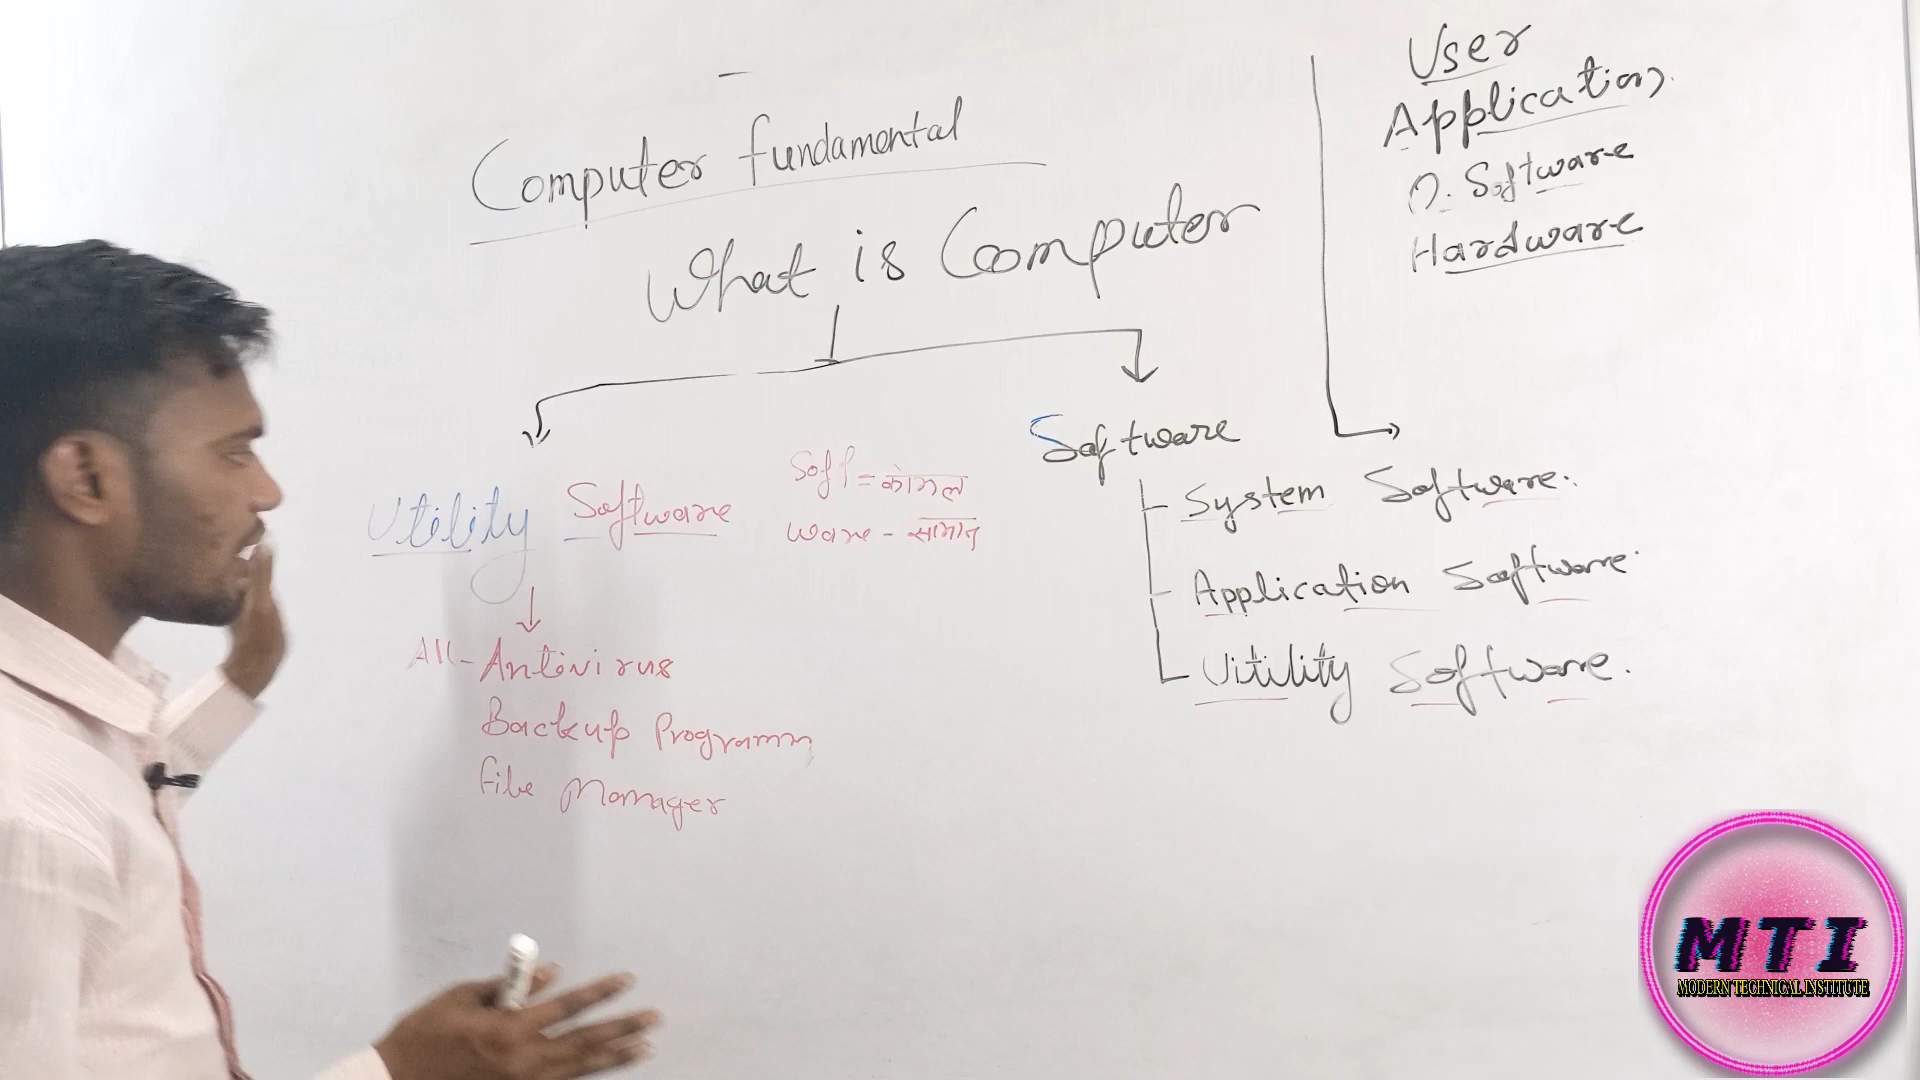 Computer fundamental
What is Computer
User
Application
O. Software
Hardware
Utility Software
Soft = कोमल
ware - सामान
Software
System Software.
Application Software.
Uitility Software.
All - Antivirus
Backup Programm
File Manager
MTI
MODERN TECHNICAL INSTITUTE